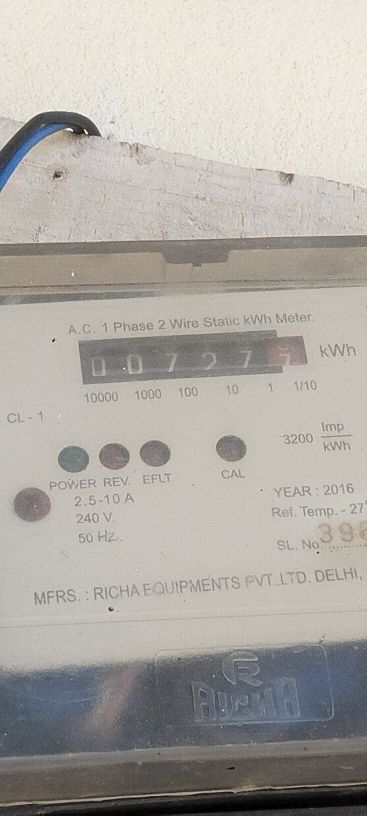 A.C. 1 Phase 2 Wire Static kWh Meter.
0 0 7 2 7 7 kWh
10000 1000 100 10 1 1/10
CL - 1
3200 Imp/kWh
POWER REV. EFLT CAL
2.5-10 A
240 V.
50 Hz.
YEAR : 2016
Ref. Temp. - 27
SL. No. 398
MFRS. : RICHA EQUIPMENTS PVT. LTD. DELHI,
R
RICHA